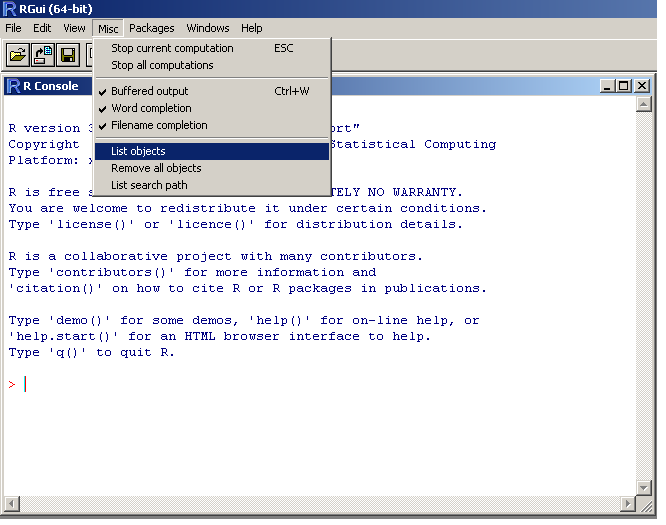 RGui (64-bit)
File Edit View Misc Packages Windows Help
Stop current computation ESC
Stop all computations
Buffered output Ctrl+W
Word completion
Filename completion
List objects
Remove all objects
List search path
R Console
R version 3 ort"
Copyright Statistical Computing
Platform: x
R is free s TELY NO WARRANTY.
You are welcome to redistribute it under certain conditions.
Type 'license()' or 'licence()' for distribution details.
R is a collaborative project with many contributors.
Type 'contributors()' for more information and
'citation()' on how to cite R or R packages in publications.
Type 'demo()' for some demos, 'help()' for on-line help, or
'help.start()' for an HTML browser interface to help.
Type 'q()' to quit R.
>